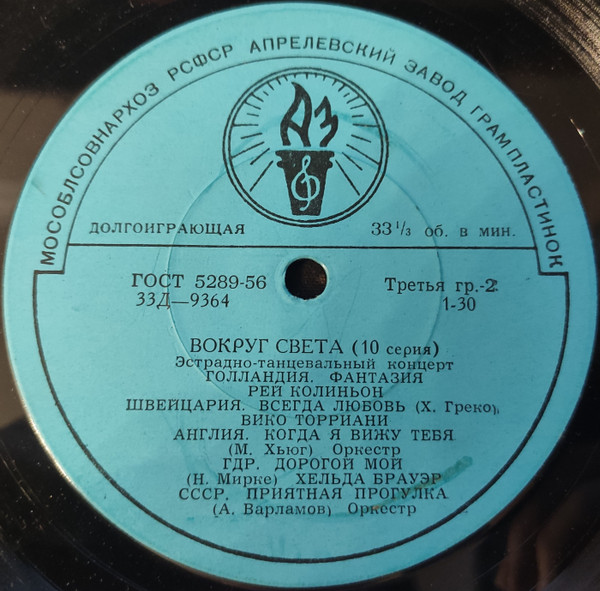 МОСОБЛСОВНАРХОЗ РСФСР АПРЕЛЕВСКИЙ ЗАВОД ГРАМПЛАСТИНОК
АЗ
ДОЛГОИГРАЮЩАЯ 33 1/3 об. в мин.
ГОСТ 5289-56 Третья гр.-2
33Д—9364 1-30
ВОКРУГ СВЕТА (10 серия)
Эстрадно-танцевальный концерт
ГОЛЛАНДИЯ. ФАНТАЗИЯ
РЕЙ КОЛИНЬОН
ШВЕЙЦАРИЯ. ВСЕГДА ЛЮБОВЬ (Х. Греко),
ВИКО ТОРРИАНИ
АНГЛИЯ. КОГДА Я ВИЖУ ТЕБЯ
(М. Хьюг) Оркестр
ГДР. ДОРОГОЙ МОЙ
(Н. Мирке) ХЕЛЬДА БРАУЭР
СССР. ПРИЯТНАЯ ПРОГУЛКА
(А. Варламов) Оркестр